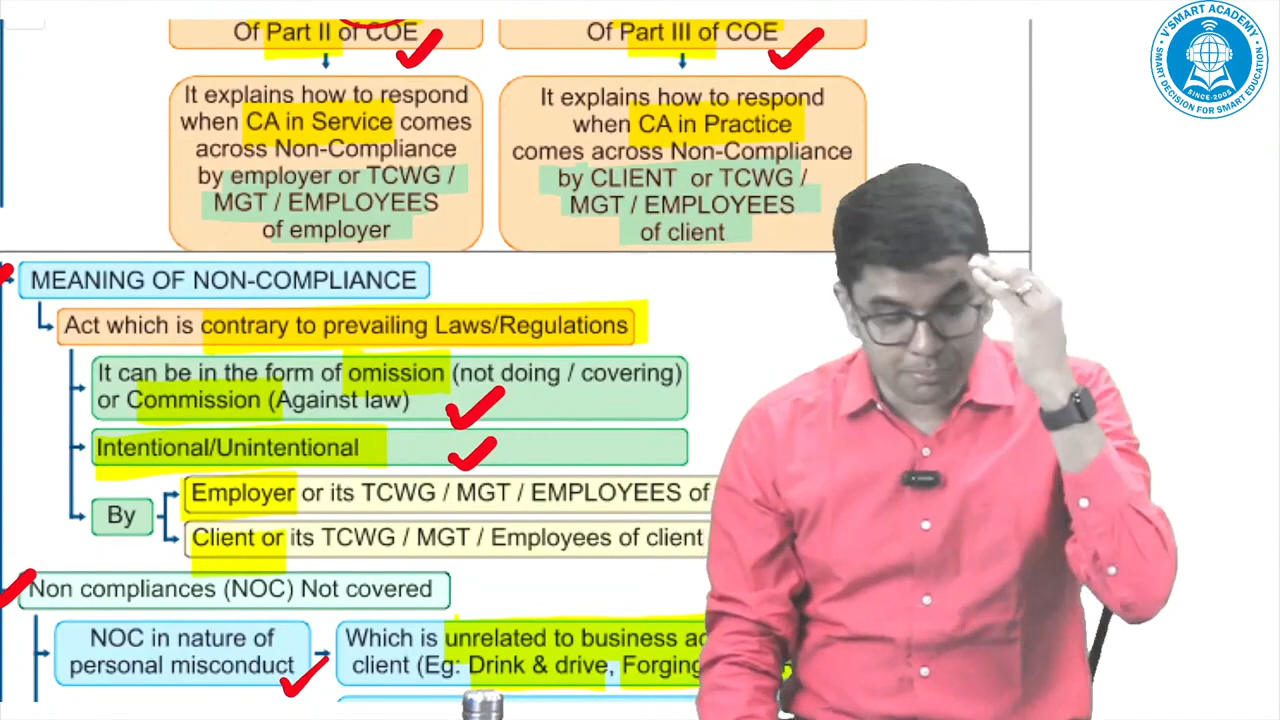 Of Part II of COE
Of Part III of COE
It explains how to respond
when CA in Service comes
across Non-Compliance
by employer or TCWG /
MGT / EMPLOYEES
of employer
It explains how to respond
when CA in Practice
comes across Non-Compliance
by CLIENT or TCWG /
MGT / EMPLOYEES
of client
V'SMART ACADEMY
SINCE-2005
SMART DECISION FOR SMART EDUCATION
MEANING OF NON-COMPLIANCE
Act which is contrary to prevailing Laws/Regulations
It can be in the form of omission (not doing / covering)
or Commission (Against law)
Intentional/Unintentional
By
Employer or its TCWG / MGT / EMPLOYEES of
Client or its TCWG / MGT / Employees of client
Non compliances (NOC) Not covered
NOC in nature of
personal misconduct
Which is unrelated to business
client (Eg: Drink & drive, Forging